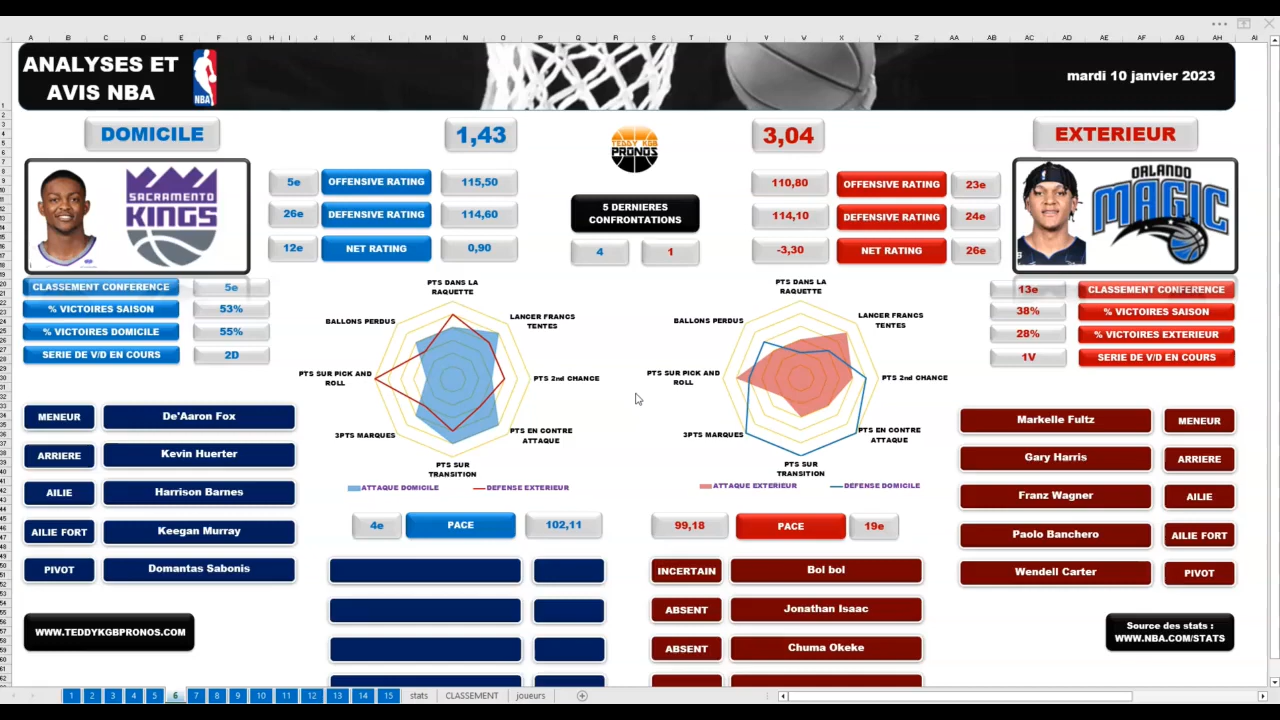 ANALYSES ET
AVIS NBA
NBA
mardi 10 janvier 2023
DOMICILE
1,43
TEDDY KGB
PRONOS
3,04
EXTERIEUR
SACRAMENTO
KINGS
5e OFFENSIVE RATING 115,50
26e DEFENSIVE RATING 114,60
12e NET RATING 0,90
5 DERNIERES
CONFRONTATIONS
4 1
110,80 OFFENSIVE RATING 23e
114,10 DEFENSIVE RATING 24e
-3,30 NET RATING 26e
ORLANDO
MAGIC
CLASSEMENT CONFERENCE 5e
% VICTOIRES SAISON 53%
% VICTOIRES DOMICILE 55%
SERIE DE V/D EN COURS 2D
13e CLASSEMENT CONFERENCE
38% % VICTOIRES SAISON
28% % VICTOIRES EXTERIEUR
1V SERIE DE V/D EN COURS
PTS DANS LA
RAQUETTE
LANCER FRANCS
TENTES
PTS 2nd CHANCE
PTS EN CONTRE
ATTAQUE
PTS SUR
TRANSITION
3PTS MARQUES
PTS SUR PICK AND
ROLL
BALLONS PERDUS
ATTAQUE DOMICILE DEFENSE EXTERIEUR
PTS DANS LA
RAQUETTE
LANCER FRANCS
TENTES
PTS 2nd CHANCE
PTS EN CONTRE
ATTAQUE
PTS SUR
TRANSITION
3PTS MARQUES
PTS SUR PICK AND
ROLL
BALLONS PERDUS
ATTAQUE EXTERIEUR DEFENSE DOMICILE
MENEUR De'Aaron Fox
ARRIERE Kevin Huerter
AILIE Harrison Barnes
AILIE FORT Keegan Murray
PIVOT Domantas Sabonis
Markelle Fultz MENEUR
Gary Harris ARRIERE
Franz Wagner AILIE
Paolo Banchero AILIE FORT
Wendell Carter PIVOT
4e PACE 102,11
99,18 PACE 19e
INCERTAIN Bol bol
ABSENT Jonathan Isaac
ABSENT Chuma Okeke
WWW.TEDDYKGBPRONOS.COM
Source des stats :
WWW.NBA.COM/STATS
1 2 3 4 5 6 7 8 9 10 11 12 13 14 15 stats CLASSEMENT joueurs